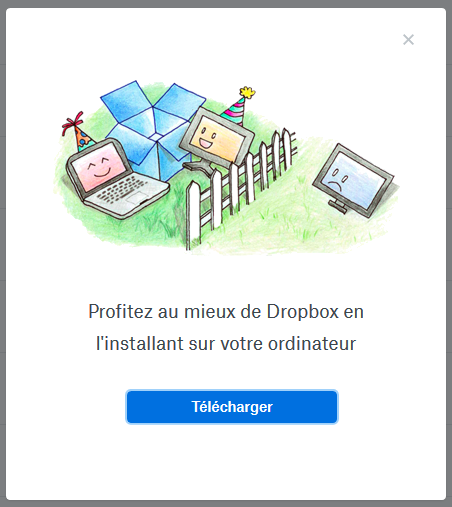 Profitez au mieux de Dropbox en
l'installant sur votre ordinateur
Télécharger